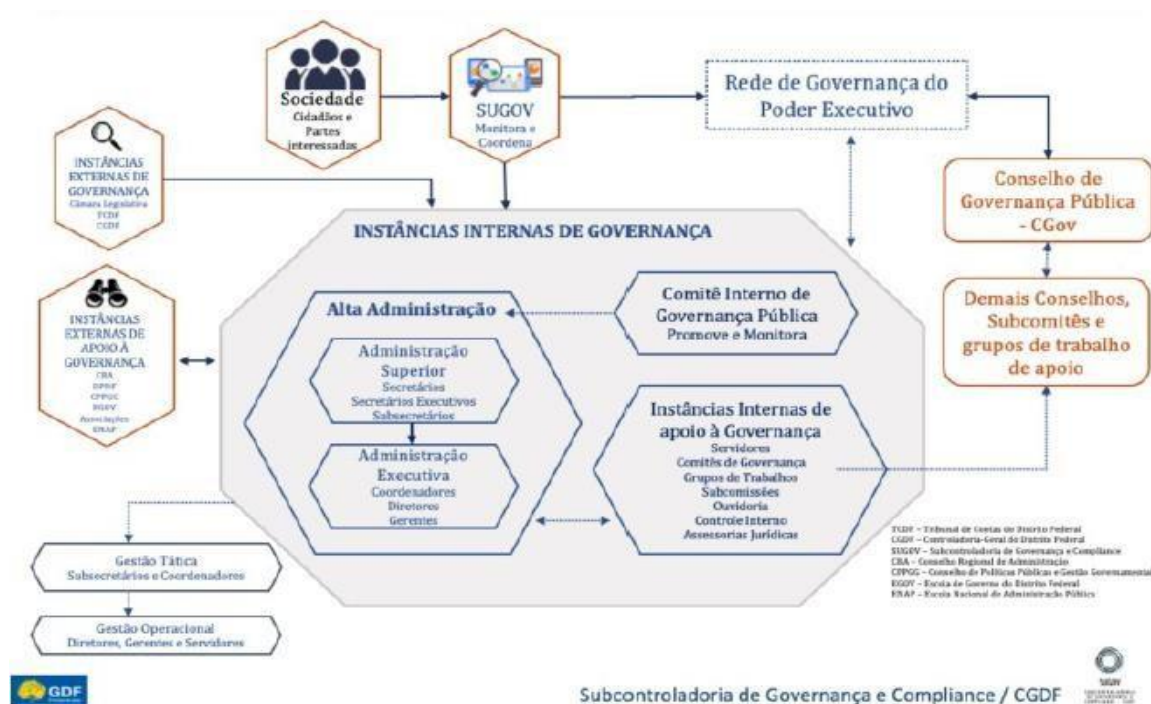 Sociedade
Cidadãos e
Partes
interessadas
SUGOV
Monitora e
Coordena
Rede de Governança do
Poder Executivo
INSTÂNCIAS
EXTERNAS DE
GOVERNANÇA
Câmara Legislativa
TCDF
CGDF
Conselho de
Governança Pública
- CGov
INSTÂNCIAS INTERNAS DE GOVERNANÇA
INSTÂNCIAS
EXTERNAS DE
APOIO À
GOVERNANÇA
CRA
CPPGG
EGOV
Associações
ENAP
Alta Administração
Comitê Interno de
Governança Pública
Promove e Monitora
Demais Conselhos,
Subcomitês e
grupos de trabalho
de apoio
Administração
Superior
Secretários
Secretários Executivos
Subsecretários
Administração
Executiva
Coordenadores
Diretores
Gerentes
Instâncias Internas de
apoio à Governança
Servidores
Comitês de Governança
Grupos de Trabalhos
Subcomissões
Ouvidoria
Controle Interno
Assessorias Jurídicas
Gestão Tática
Subsecretários e Coordenadores
Gestão Operacional
Diretores, Gerentes e Servidores
TCDF – Tribunal de Contas do Distrito Federal
CGDF – Controladoria-Geral do Distrito Federal
SUGOV – Subcontroladoria de Governança e Compliance
CRA – Conselho Regional de Administração
CPPGG – Conselho de Políticas Públicas e Gestão Governamental
EGOV – Escola de Governo do Distrito Federal
ENAP – Escola Nacional de Administração Pública
GDF
Subcontroladoria de Governança e Compliance / CGDF
SUGOV